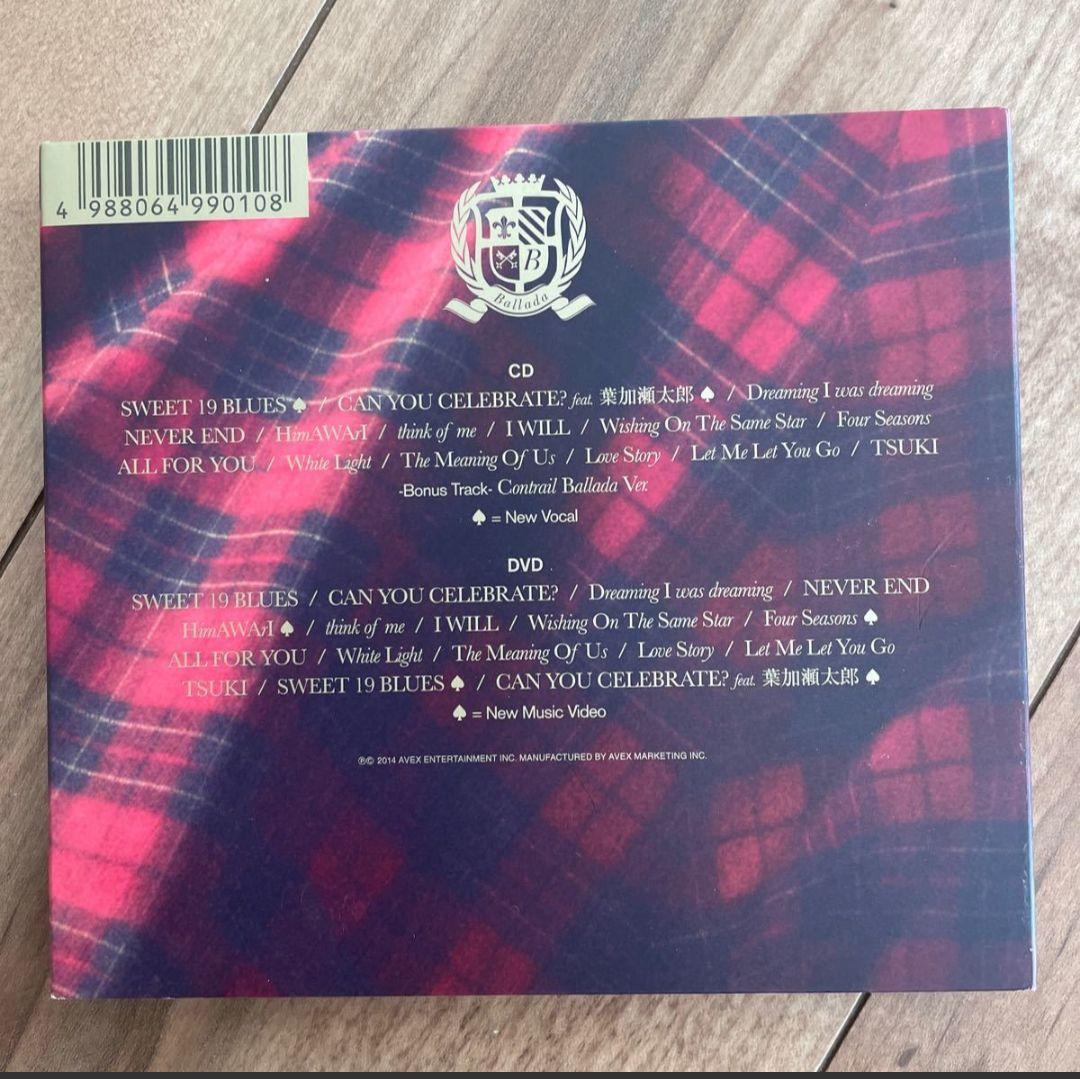 4 988064 990108
B
Ballada
CD
SWEET 19 BLUES ♠ / CAN YOU CELEBRATE? feat. 葉加瀬太郎 ♠ / Dreaming I was dreaming
NEVER END / HimAWArI / think of me / I WILL / Wishing On The Same Star / Four Seasons
ALL FOR YOU / White Light / The Meaning Of Us / Love Story / Let Me Let You Go / TSUKI
-Bonus Track- Contrail Ballada Ver.
♠ = New Vocal
DVD
SWEET 19 BLUES / CAN YOU CELEBRATE? / Dreaming I was dreaming / NEVER END
HimAWArI ♠ / think of me / I WILL / Wishing On The Same Star / Four Seasons ♠
ALL FOR YOU / White Light / The Meaning Of Us / Love Story / Let Me Let You Go
TSUKI / SWEET 19 BLUES ♠ / CAN YOU CELEBRATE? feat. 葉加瀬太郎 ♠
♠ = New Music Video
℗© 2014 AVEX ENTERTAINMENT INC. MANUFACTURED BY AVEX MARKETING INC.